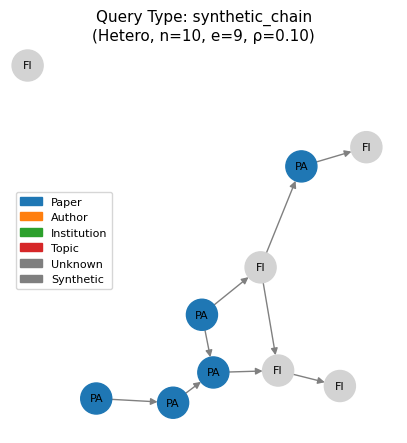 Query Type: synthetic_chain
(Hetero, n=10, e=9, ρ=0.10)
FI
FI
PA
Paper
Author
Institution
Topic
Unknown
Synthetic
FI
PA
PA
FI
FI
PA
PA